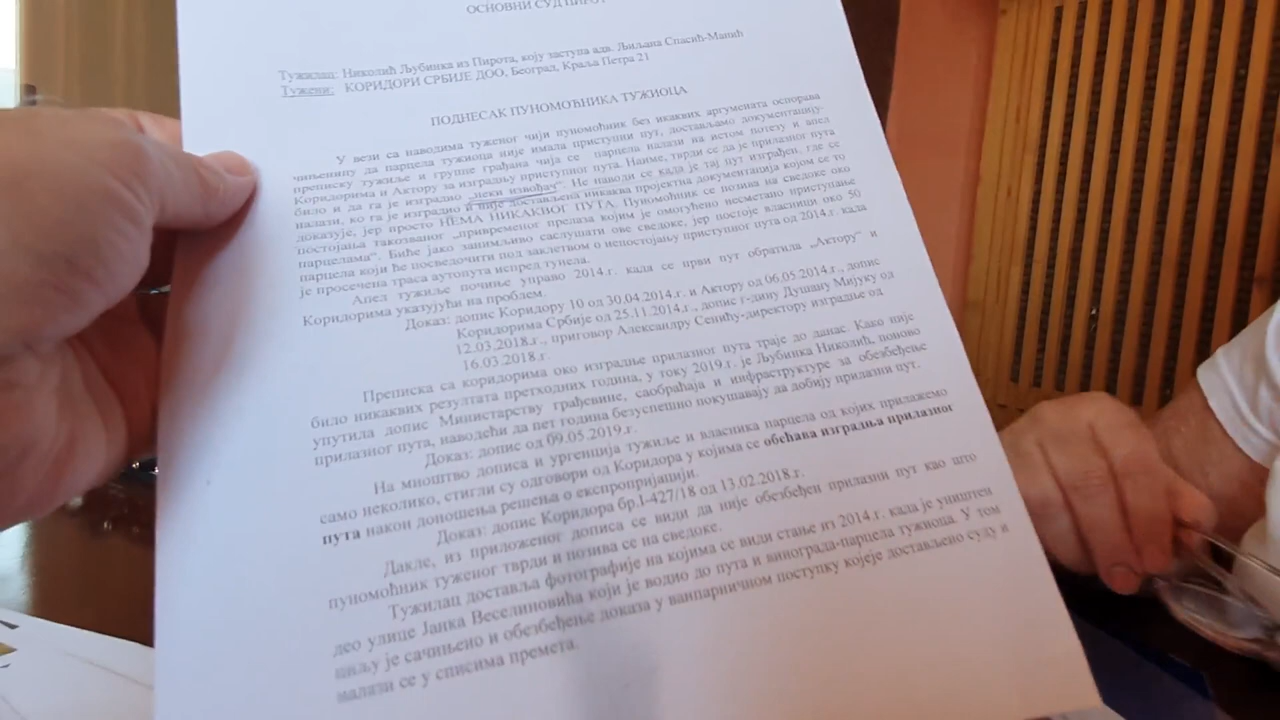 ОСНОВНИ СУД ПИРОТ
Тужилац: Николић Љубинка из Пирота, коју заступа адв. Љиљана Спасић-Манић
Тужени: КОРИДОРИ СРБИЈЕ ДОО, Београд, Краља Петра 21
ПОДНЕСАК ПУНОМОЋНИКА ТУЖИОЦА
У вези са наводима туженог чији пуномоћник без икаквих аргумената оспорава
чињеницу да парцела тужиоца није имала приступни пут, достављамо документацију-
преписку тужиље и групе грађана чија се парцела налази на истом потезу и апел
Коридорима и Актору за изградњу приступног пута. Наиме, тврди се да је прилазног пута
било и да га је изградио „неки извођач“. Не наводи се када је тај пут изграђен, где се
налази, ко га је изградио и није достављена никаква пројектна документација којом се то
доказује, јер просто НЕМА НИКАКВОГ ПУТА. Пуномоћник се позива на сведоке око
постојања такозваног „привременог прелаза којим је омогућено несметано приступање
парцелама“. Биће јако занимљиво саслушати ове сведоке, јер постоје власници око 50
парцела који ће посведочити под заклетвом о непостојању приступног пута од 2014.г. када
је просечена траса аутопута испред тунела.
Апел тужиље почиње управо 2014.г. када се први пут обратила „Актору“ и
Коридорима указујући на проблем.
Доказ: допис Коридору 10 од 30.04.2014.г. и Актору од 06.05.2014.г., допис
Коридорима Србије од 25.11.2014.г., допис г-дину Душану Мијуку од
12.03.2018.г., приговор Александру Сенићу-директору изградње од
16.03.2018.г.
Преписка са коридорима око изградње прилазног пута траје до данас. Како није
било никаквих резултата претходних година, у току 2019.г. је Љубинка Николић, поново
упутила допис Министарству грађевине, саобраћаја и инфраструктуре за обезбеђење
прилазног пута, наводећи да пет година безуспешно покушавају да добију прилазни пут.
Доказ: допис од 09.05.2019.г.
На мноштво дописа и ургенција тужиље и власника парцела од којих прилажемо
само неколико, стигли су одговори од Коридора у којима се обећава изградња прилазног
пута након доношења решења о експропријацији.
Доказ: допис Коридора бр.I-427/18 од 13.02.2018.г.
Дакле, из приложеног дописа се види да није обезбеђен прилазни пут као што
пуномоћник туженог тврди и позива се на сведоке.
Тужилац доставља фотографије на којима се види стање из 2014.г. када је уништен
део улице Јанка Веселиновића који је водио до пута и винограда-парцела тужиоца. У том
циљу је сачињено и обезбеђење доказа у ванпарничном поступку којеје достављено суду и
налази се у списима премета.